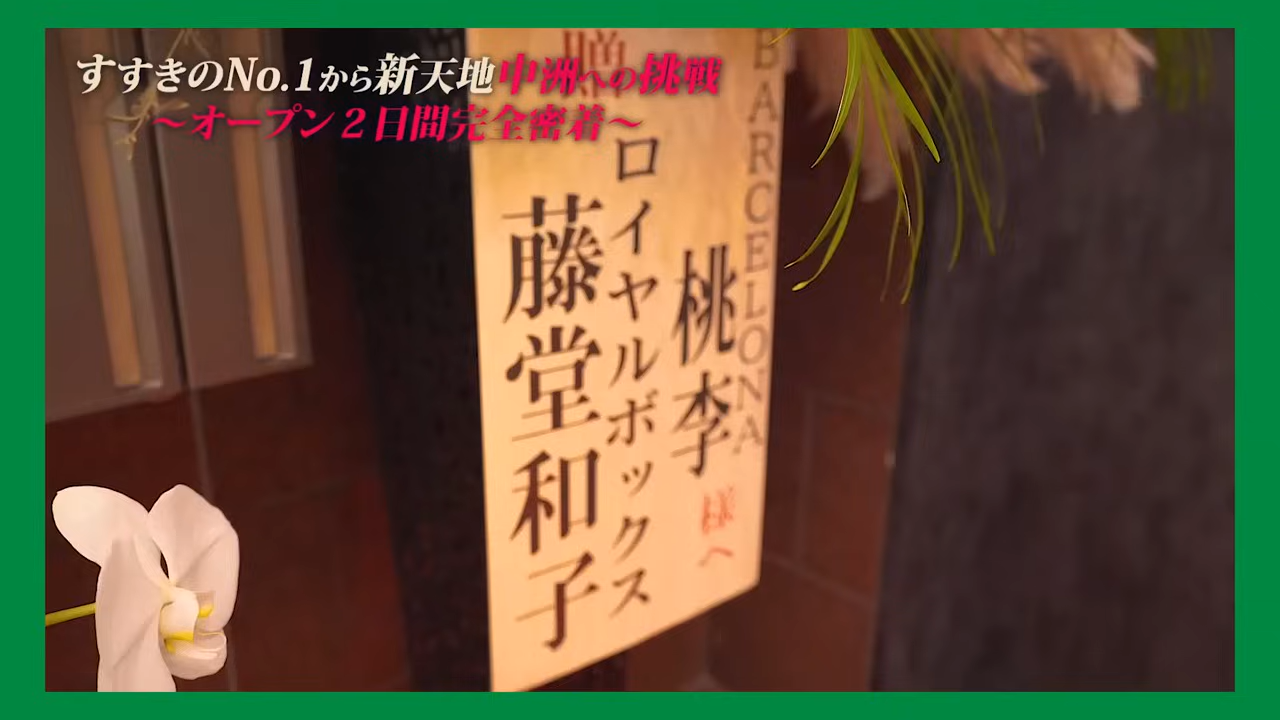 すすきのNo.1から新天地中洲への挑戦
～オープン２日間完全密着～
贈
BARCELONA
桃李様へ
ロイヤルボックス
藤堂和子